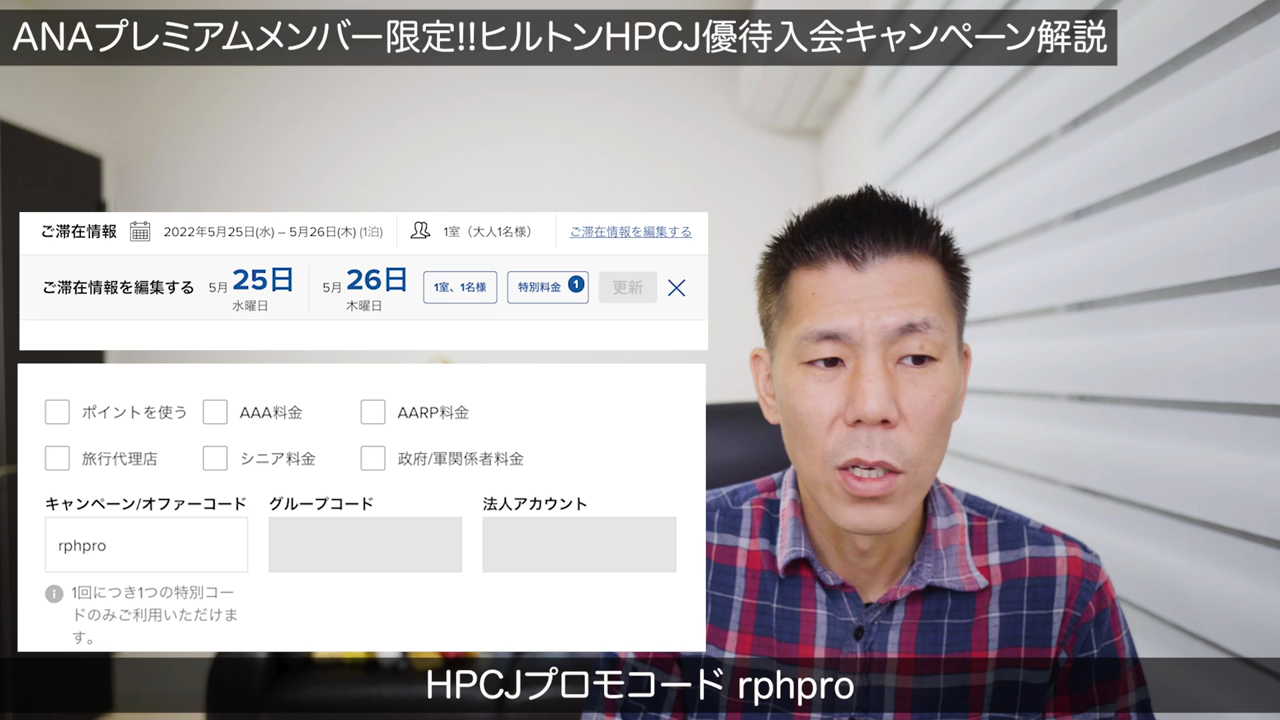 ANAプレミアムメンバー限定!!ヒルトンHPCJ優待入会キャンペーン解説
ご滞在情報 2022年5月25日(水) – 5月26日(木) (1泊) 1室（大人1名様） ご滞在情報を編集する
ご滞在情報を編集する 5月 25日 水曜日 5月 26日 木曜日 1室、1名様 特別料金 1 更新
ポイントを使う AAA料金 AARP料金
旅行代理店 シニア料金 政府/軍関係者料金
キャンペーン/オファーコード グループコード 法人アカウント
rphpro
1回につき1つの特別コー
ドのみご利用いただけま
す。
HPCJプロモコード rphpro